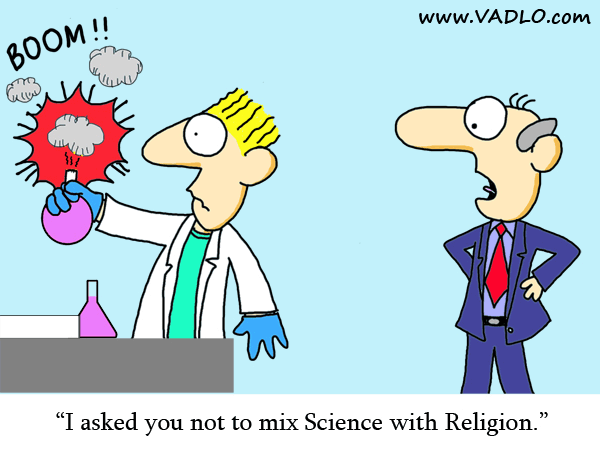 www.VADLO.com
BOOM!!
“I asked you not to mix Science with Religion.”